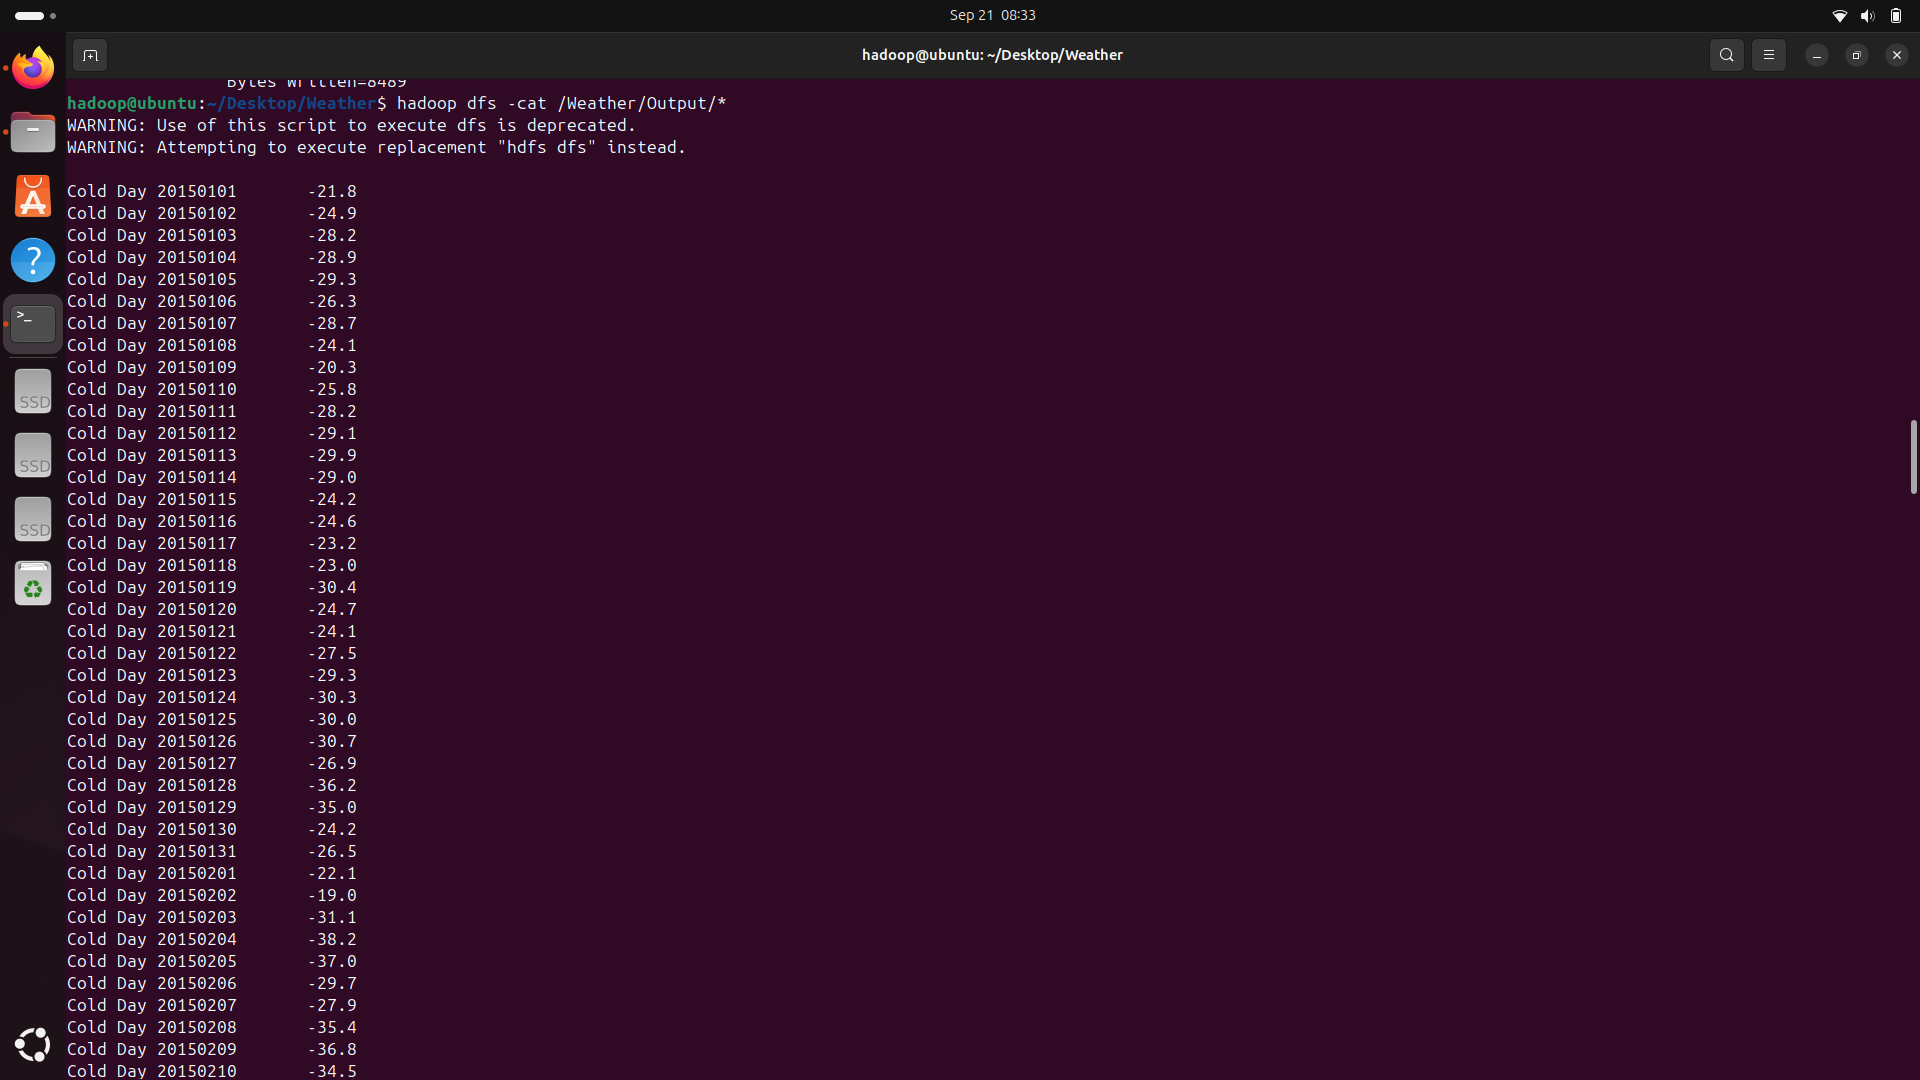 Sep 21  08:33
hadoop@ubuntu: ~/Desktop/Weather
Bytes Written=8489
hadoop@ubuntu:~/Desktop/Weather$ hadoop dfs -cat /Weather/Output/*
WARNING: Use of this script to execute dfs is deprecated.
WARNING: Attempting to execute replacement "hdfs dfs" instead.
Cold Day 20150101	-21.8
Cold Day 20150102	-24.9
Cold Day 20150103	-28.2
Cold Day 20150104	-28.9
Cold Day 20150105	-29.3
Cold Day 20150106	-26.3
Cold Day 20150107	-28.7
Cold Day 20150108	-24.1
Cold Day 20150109	-20.3
Cold Day 20150110	-25.8
Cold Day 20150111	-28.2
Cold Day 20150112	-29.1
Cold Day 20150113	-29.9
Cold Day 20150114	-29.0
Cold Day 20150115	-24.2
Cold Day 20150116	-24.6
Cold Day 20150117	-23.2
Cold Day 20150118	-23.0
Cold Day 20150119	-30.4
Cold Day 20150120	-24.7
Cold Day 20150121	-24.1
Cold Day 20150122	-27.5
Cold Day 20150123	-29.3
Cold Day 20150124	-30.3
Cold Day 20150125	-30.0
Cold Day 20150126	-30.7
Cold Day 20150127	-26.9
Cold Day 20150128	-36.2
Cold Day 20150129	-35.0
Cold Day 20150130	-24.2
Cold Day 20150131	-26.5
Cold Day 20150201	-22.1
Cold Day 20150202	-19.0
Cold Day 20150203	-31.1
Cold Day 20150204	-38.2
Cold Day 20150205	-37.0
Cold Day 20150206	-29.7
Cold Day 20150207	-27.9
Cold Day 20150208	-35.4
Cold Day 20150209	-36.8
Cold Day 20150210	-34.5
SSD
SSD
SSD